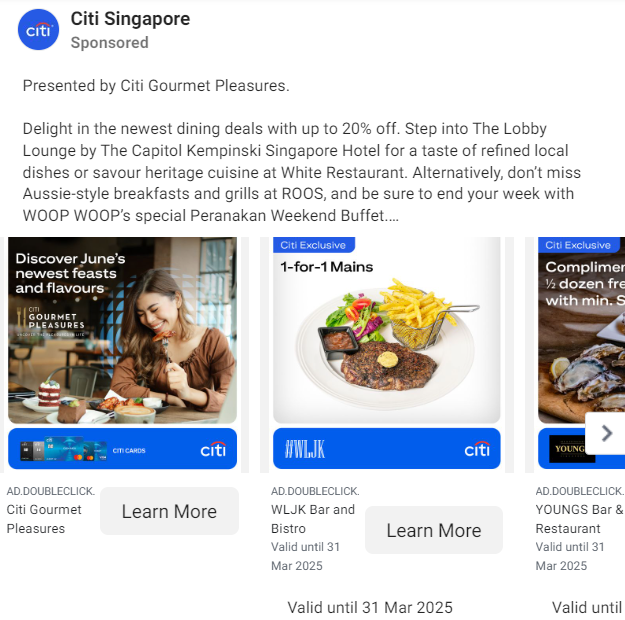 citi
Citi Singapore
Sponsored
Presented by Citi Gourmet Pleasures.
Delight in the newest dining deals with up to 20% off. Step into The Lobby
Lounge by The Capitol Kempinski Singapore Hotel for a taste of refined local
dishes or savour heritage cuisine at White Restaurant. Alternatively, don’t miss
Aussie-style breakfasts and grills at ROOS, and be sure to end your week with
WOOP WOOP’s special Peranakan Weekend Buffet....
Discover June’s
newest feasts
and flavours
CITI
GOURMET
PLEASURES
CITI CARDS
citi
Citi Exclusive
1-for-1 Mains
#WLJK
citi
Citi Exclusive
Complimen
½ dozen fre
with min. S
YOUNG
AD.DOUBLECLICK.
Citi Gourmet
Pleasures
Learn More
AD.DOUBLECLICK.
WLJK Bar and
Bistro
Valid until 31
Mar 2025
Learn More
AD.DOUBLECLICK.
YOUNGS Bar &
Restaurant
Valid until 31
Mar 2025
Valid until 31 Mar 2025
Valid until